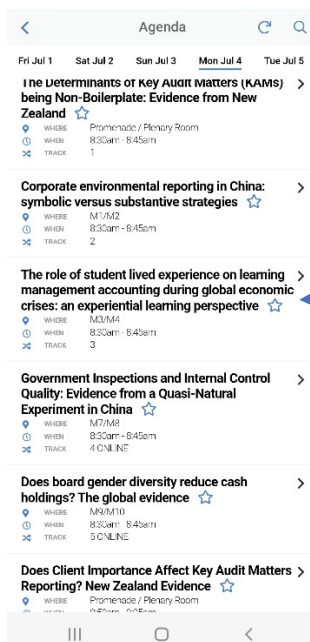 Agenda
Fri Jul 1 Sat Jul 2 Sun Jul 3 Mon Jul 4 Tue Jul 5
The Determinants of Key Audit Matters (KAMs)
being Non-Boilerplate: Evidence from New
Zealand
WHERE Promenade / Plenary Room
WHEN 8:30am - 8:45am
TRACK 1
Corporate environmental reporting in China:
symbolic versus substantive strategies
WHERE M1/M2
WHEN 8:30am - 8:45am
TRACK 2
The role of student lived experience on learning
management accounting during global economic
crises: an experiential learning perspective
WHERE M3/M4
WHEN 8:30am - 8:45am
TRACK 3
Government Inspections and Internal Control
Quality: Evidence from a Quasi-Natural
Experiment in China
WHERE M7/M8
WHEN 8:30am - 8:45am
TRACK 4 ONLINE
Does board gender diversity reduce cash
holdings? The global evidence
WHERE M9/M10
WHEN 8:30am - 8:45am
TRACK 5 ONLINE
Does Client Importance Affect Key Audit Matters
Reporting? New Zealand Evidence
WHERE Promenade / Plenary Room